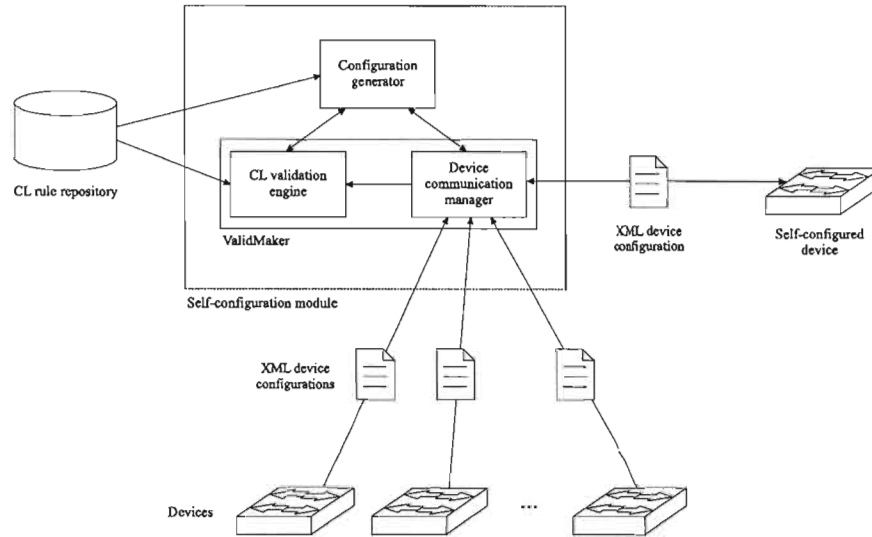 Configuration
generator
CL rule repository
CL validation
engine
Device
communication
manager
ValidMaker
Self-configuration module
XML device
configuration
Self-configured
device
XML device
configurations
Devices
...